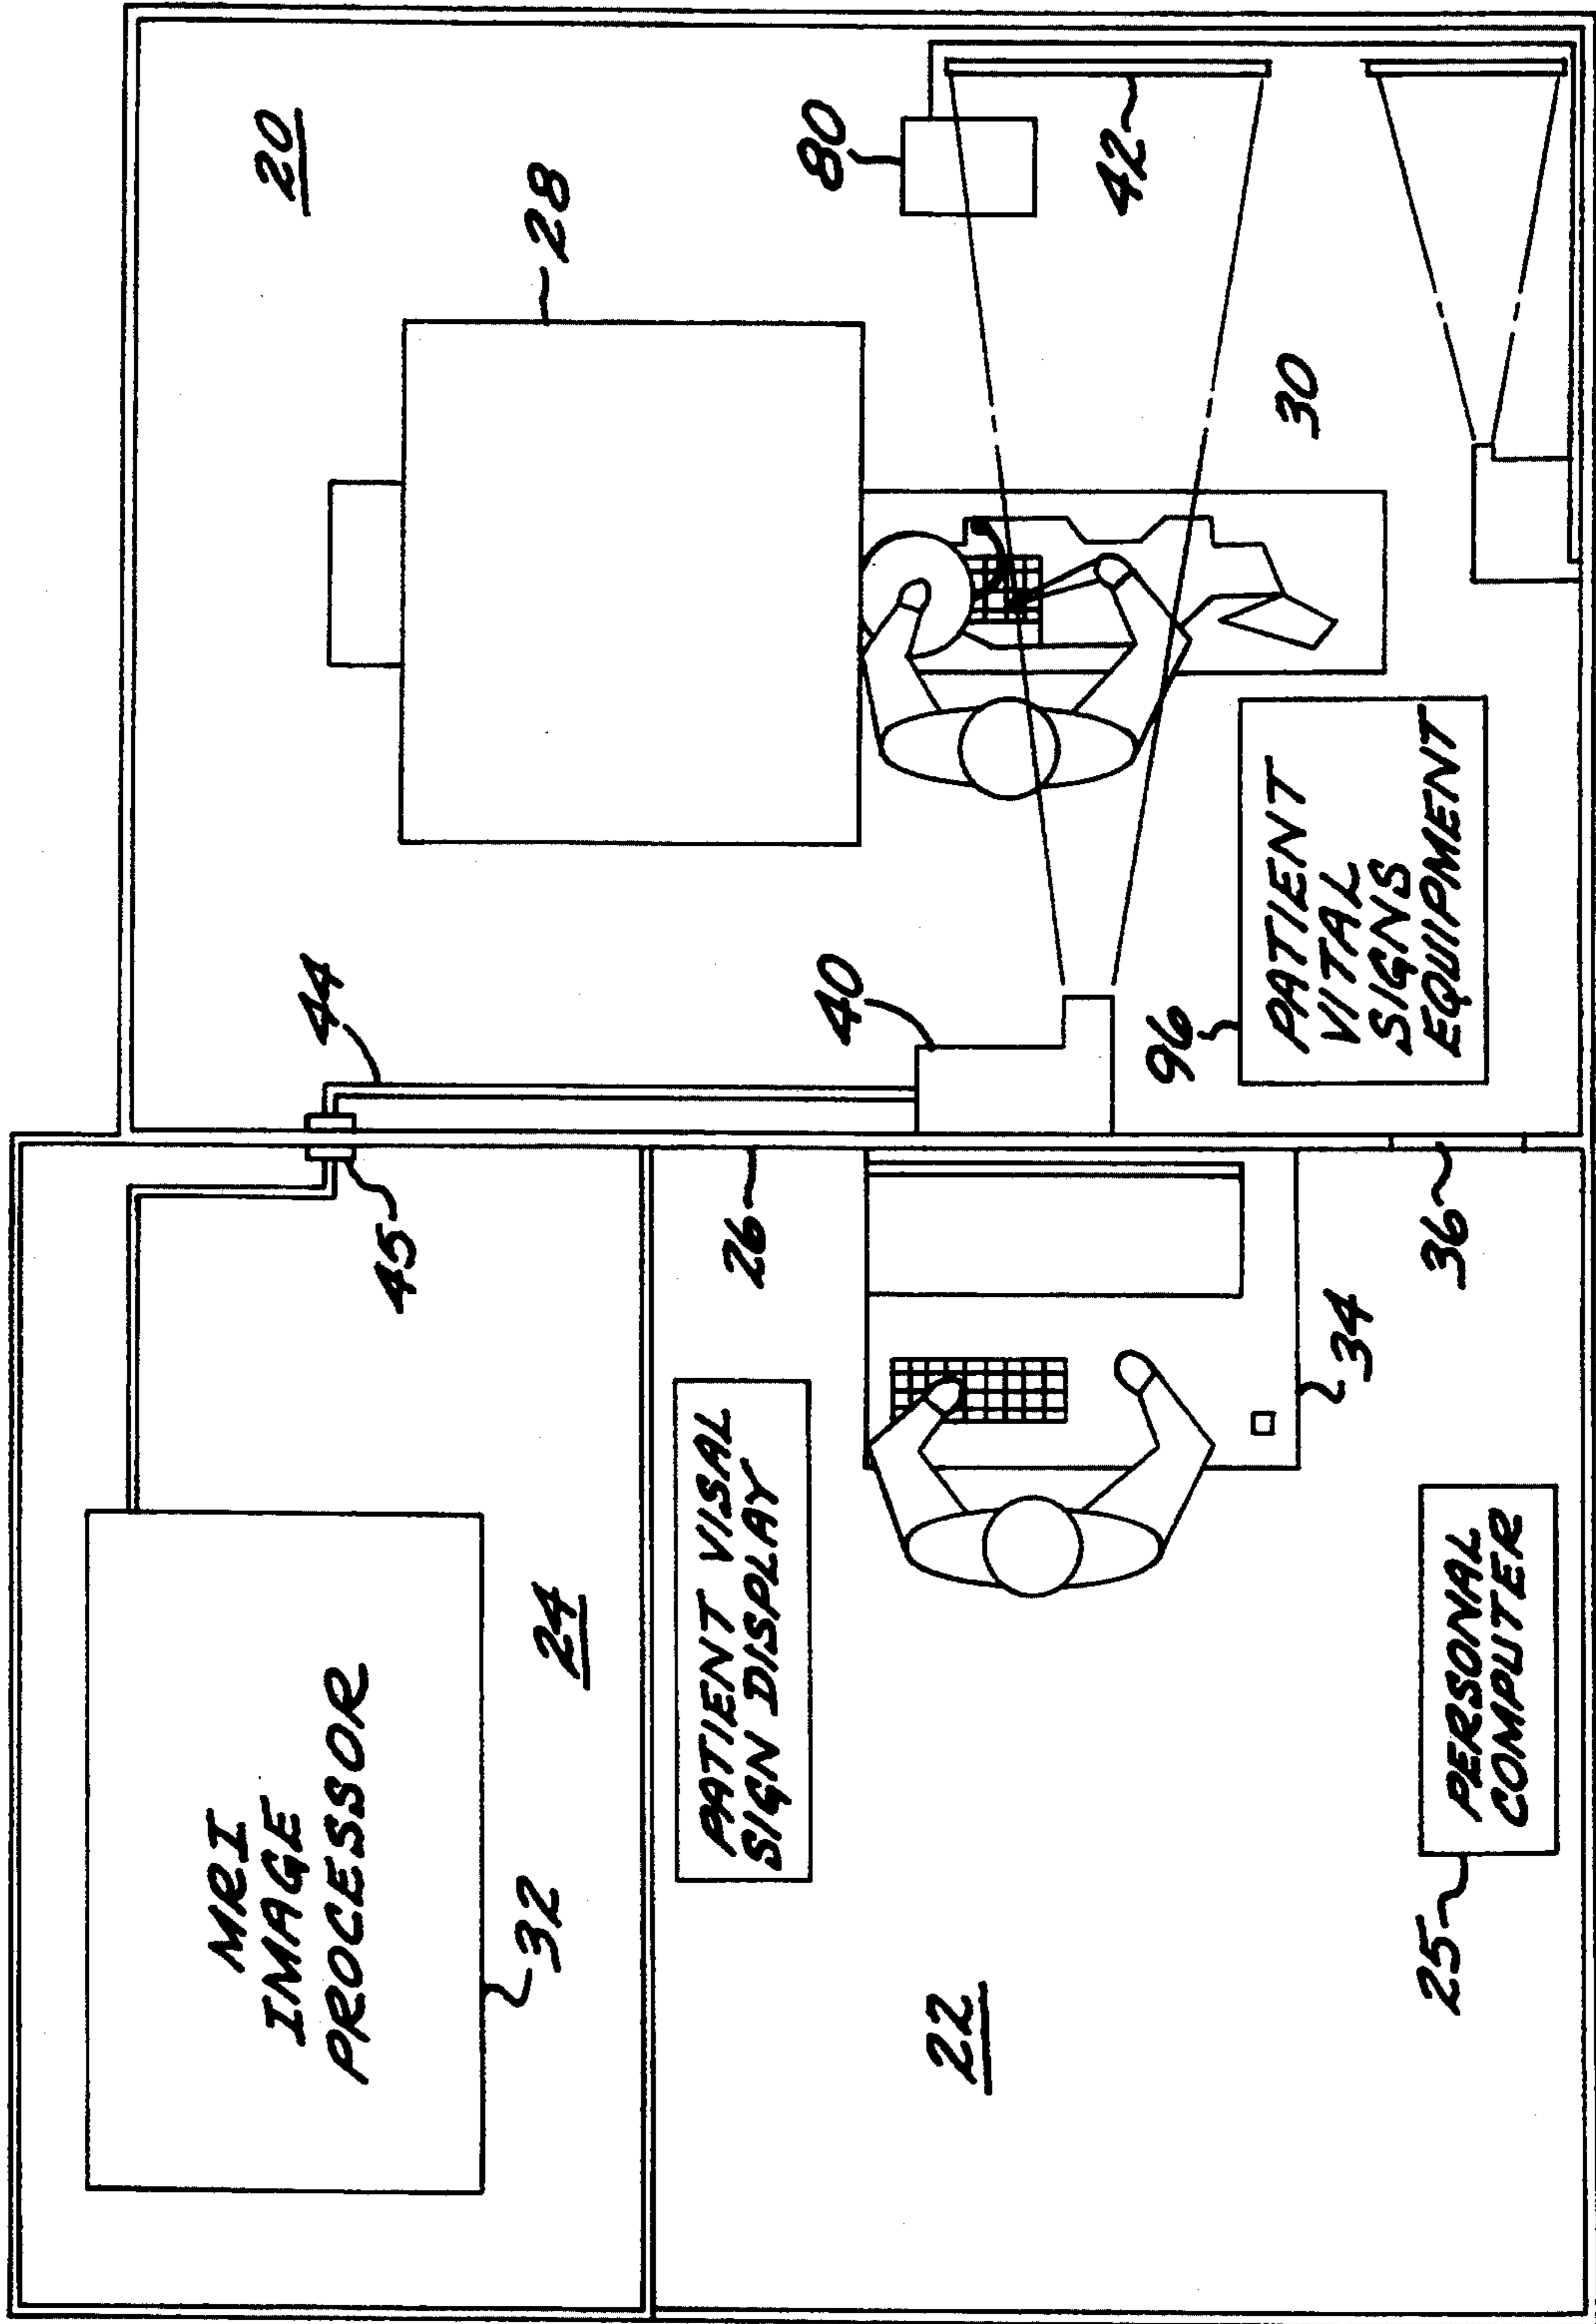 MRI
IMAGE
PROCESSOR
32
24
45
44
20
28
80
42
30
40
96
PATIENT
VITAL
SIGNS
EQUIPMENT
PATIENT VISAL
SIGN DISPLAY
26
22
34
36
25
PERSONAL
COMPUTER